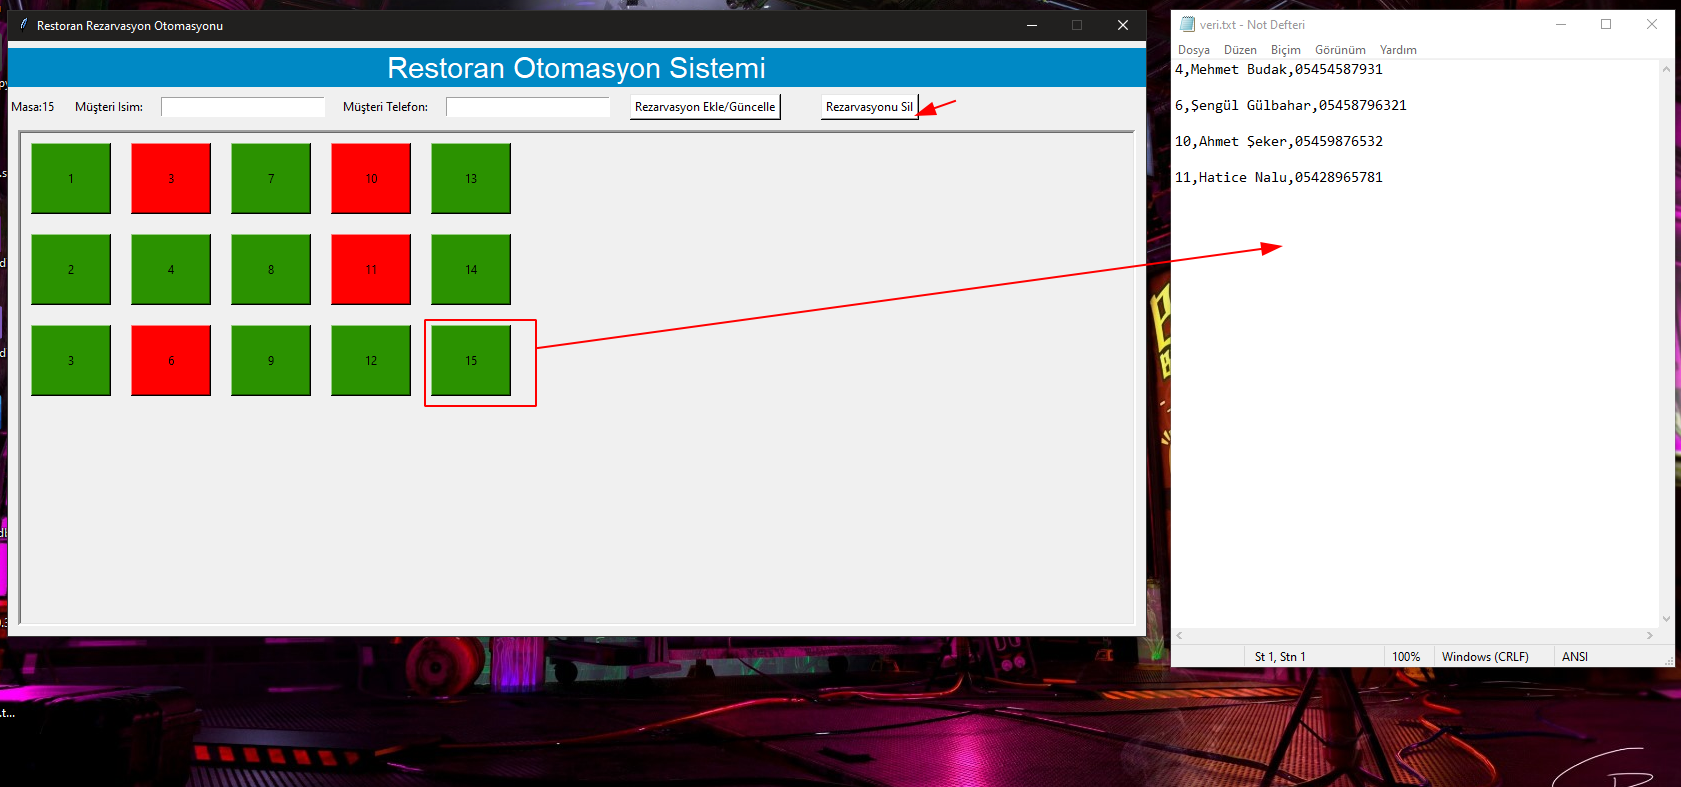 Restoran Rezarvasyon Otomasyonu
Restoran Otomasyon Sistemi
Masa:15 Müşteri Isim: Müşteri Telefon: Rezarvasyon Ekle/Güncelle Rezarvasyonu Sil
1 3 7 10 13
2 4 8 11 14
3 6 9 12 15
veri.txt - Not Defteri
Dosya Düzen Biçim Görünüm Yardım
4,Mehmet Budak,05454587931
6,Şengül Gülbahar,05458796321
10,Ahmet Şeker,05459876532
11,Hatice Nalu,05428965781
St 1, Stn 1 100% Windows (CRLF) ANSI
.t...